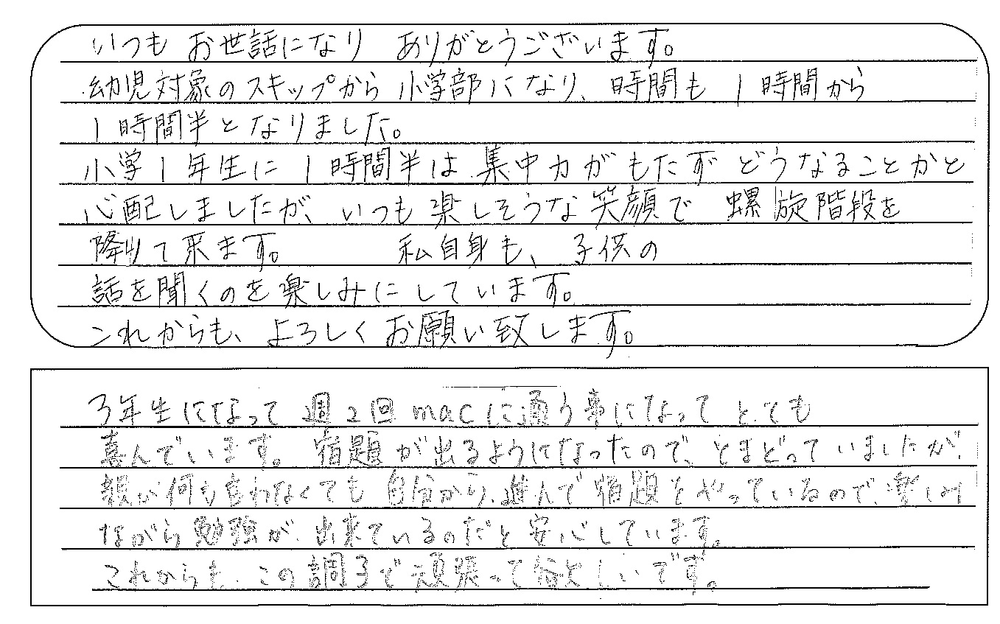 いつも お世話になり ありがとうございます。
幼児対象のスキップから 小学部になり、時間も 1時間から
1時間半となりました。
小学1年生に 1時間半は 集中力がもたず どうなることかと
心配しましたが、いつも楽しそうな笑顔で 螺旋階段を
降りて来ます。 私自身も、子供の
話を聞くのを楽しみにしています。
これからも、よろしくお願い致します。
3年生になって 週2回 macに通う事になって とても
喜んでいます。宿題が出るようになったので、とまどっていましたが、
親が何も言わなくても 自分から、進んで宿題をやっているので、楽しみ
ながら勉強が、出来ているのだと安心しています。
これからも、この調子で頑張って欲しいです。